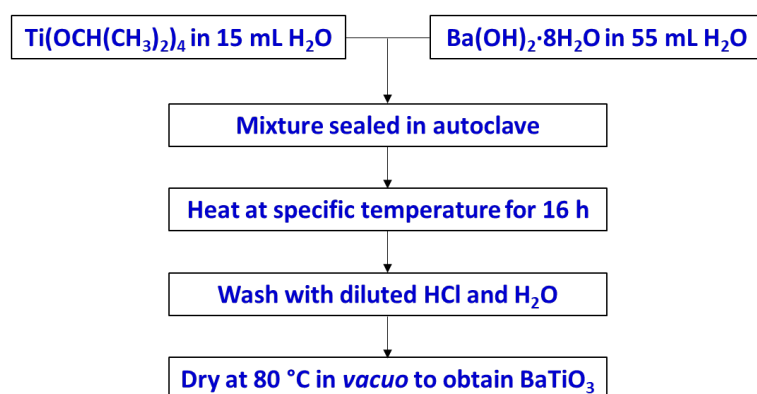 Ti(OCH(CH₃)₂)₄ in 15 mL H₂O
Ba(OH)₂·8H₂O in 55 mL H₂O
Mixture sealed in autoclave
Heat at specific temperature for 16 h
Wash with diluted HCl and H₂O
Dry at 80 °C in vacuo to obtain BaTiO₃